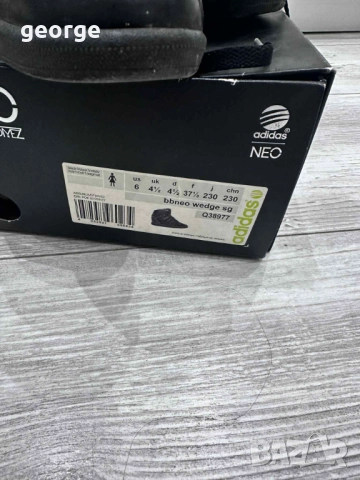 george
adidas®
NEO
us uk d f j chn
6 4½ 4½ 37⅓ 230 230
bbneo wedge sg
Q38977
adidas
BAZAR